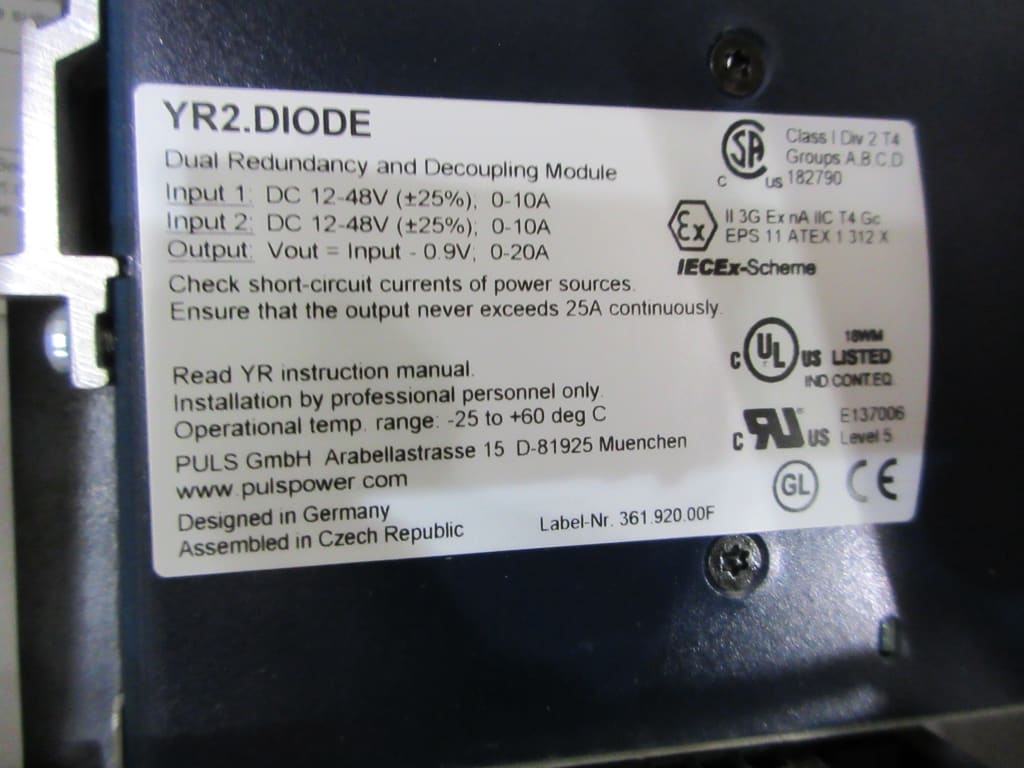 YR2.DIODE
Dual Redundancy and Decoupling Module
Input 1: DC 12-48V (±25%); 0-10A
Input 2: DC 12-48V (±25%); 0-10A
Output: Vout = Input - 0.9V; 0-20A
Check short-circuit currents of power sources.
Ensure that the output never exceeds 25A continuously.
Read YR instruction manual.
Installation by professional personnel only.
Operational temp. range: -25 to +60 deg C
PULS GmbH Arabellastrasse 15 D-81925 Muenchen
www.pulspower.com
Designed in Germany
Assembled in Czech Republic
Label-Nr. 361.920.00F
SA
C US
Class I Div 2 T4
Groups A.B.C.D
182790
Ex
II 3G Ex nA IIC T4 Gc
EPS 11 ATEX 1 312 X
IECEx-Scheme
C UL US
18WM
LISTED
IND.CONT.EQ.
C RU US
E137006
Level 5
GL
CE